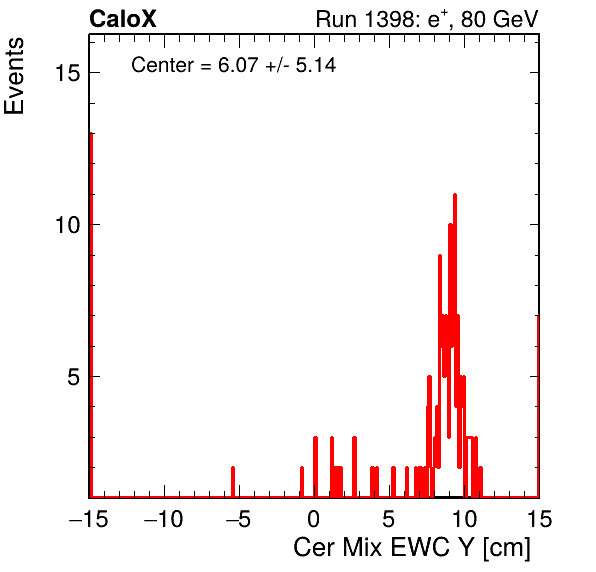 CaloX Run 1398: e⁺, 80 GeV
Events
Center = 6.07 +/- 5.14
15
10
5
−15 −10 −5 0 5 10 15
Cer Mix EWC Y [cm]